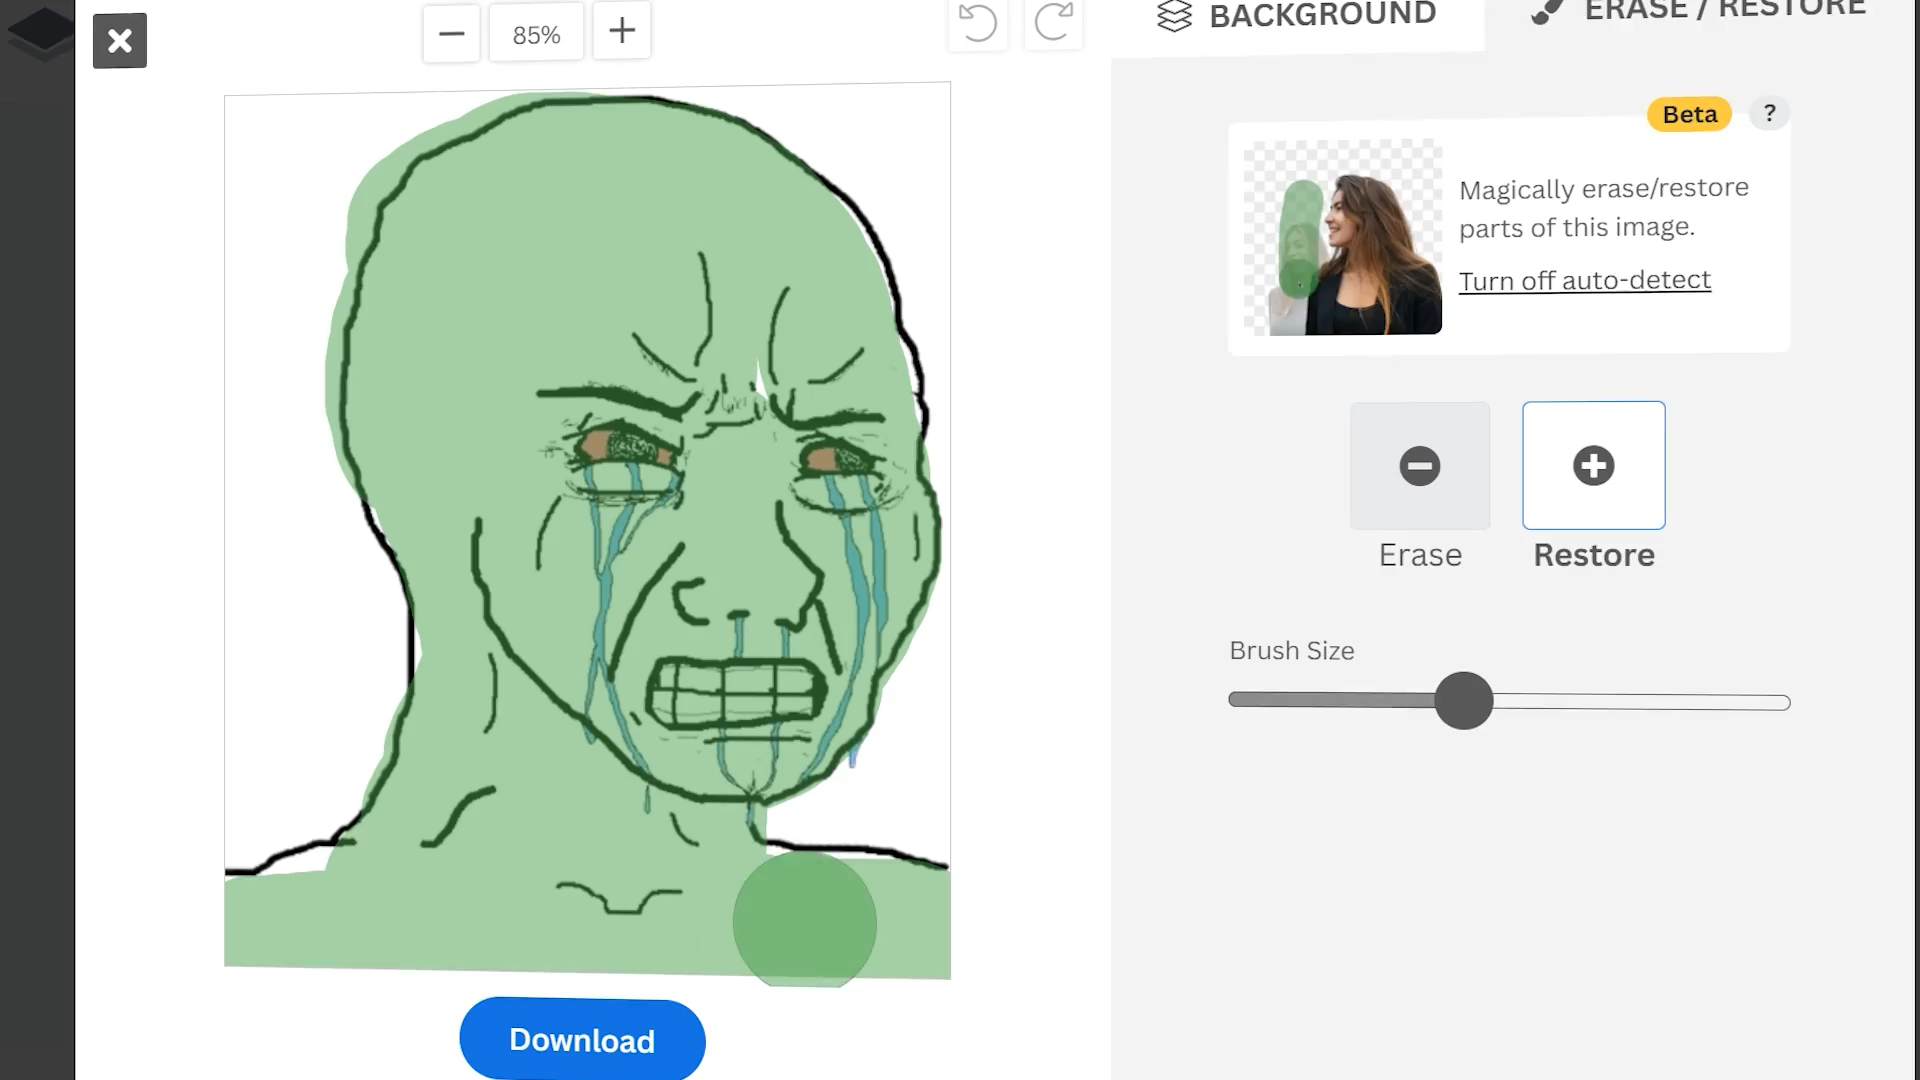 85%
BACKGROUND
ERASE / RESTORE
Beta
?
Magically erase/restore
parts of this image.
Turn off auto-detect
Erase
Restore
Brush Size
Download